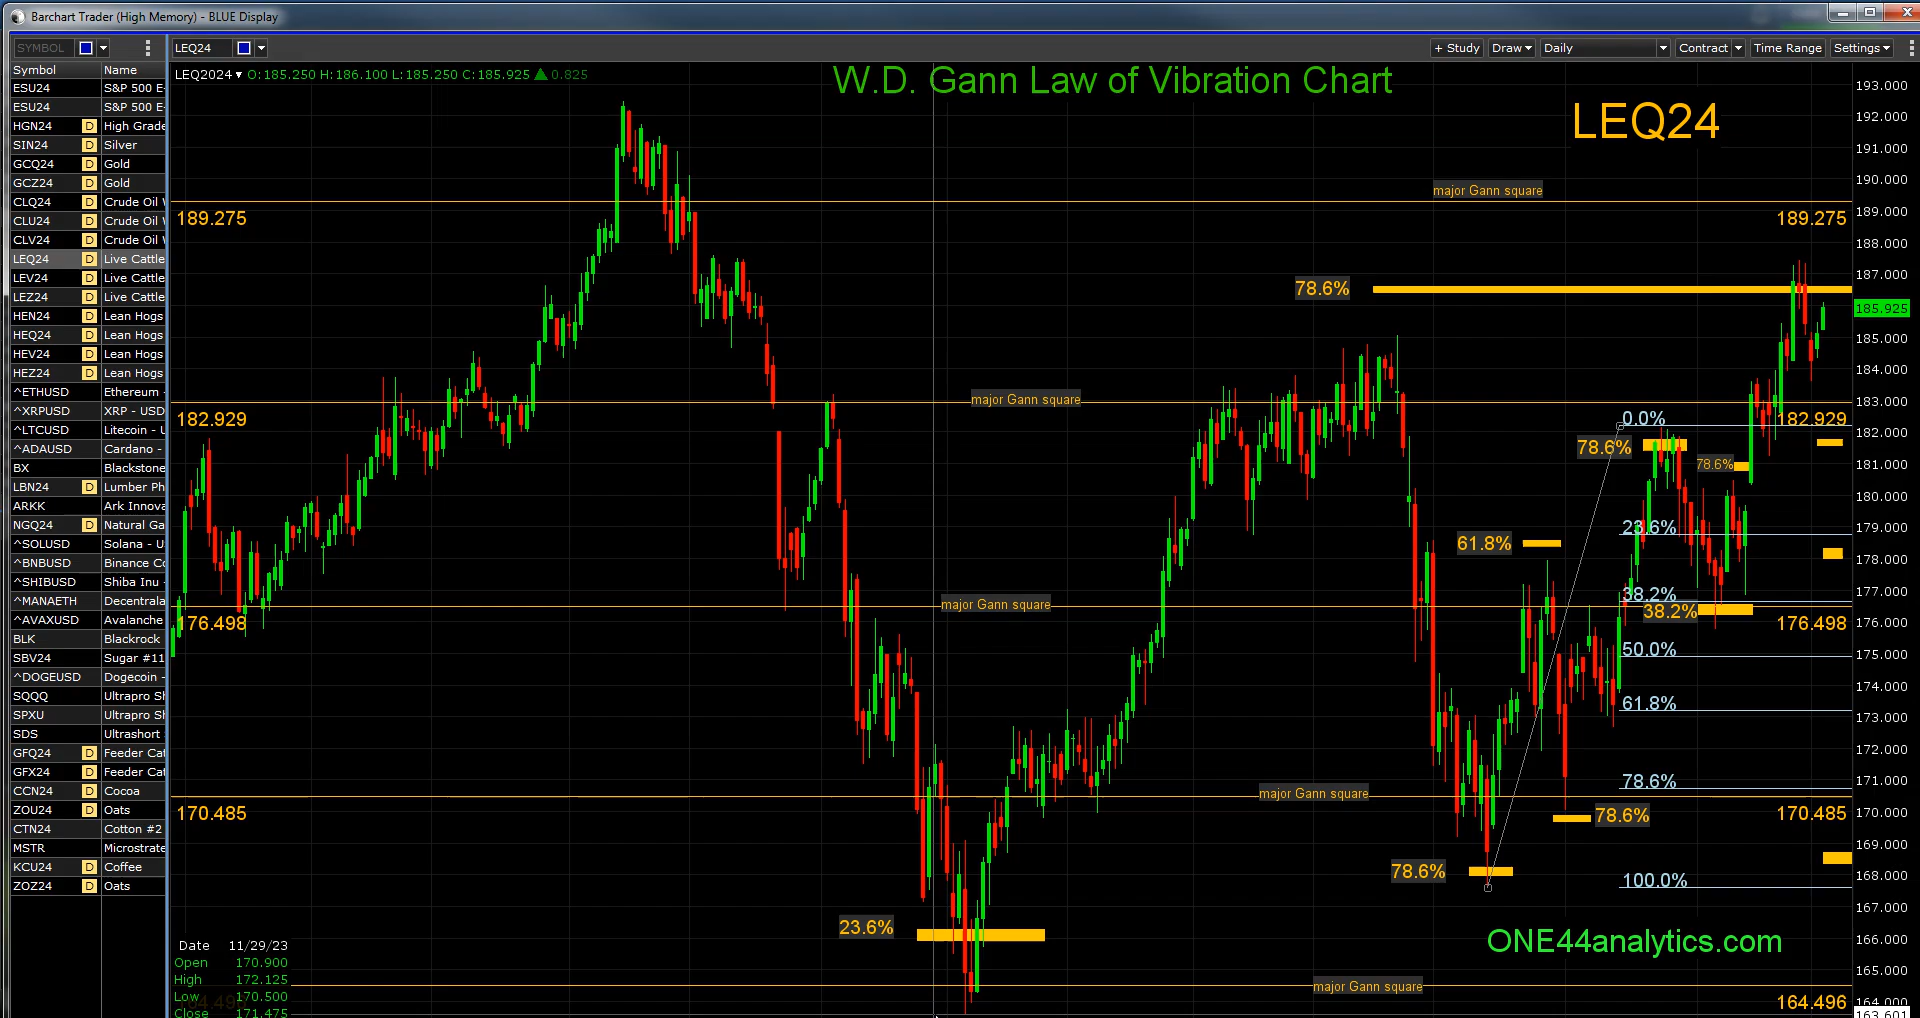 Barchart Trader (High Memory) - BLUE Display
SYMBOL
LEQ24
+ Study Draw Daily Contract Time Range Settings
Symbol Name
ESU24 S&P 500 E-
ESU24 S&P 500 E-
HGN24 D High Grade
SIN24 D Silver
GCQ24 D Gold
GCZ24 D Gold
CLQ24 D Crude Oil W
CLU24 D Crude Oil W
CLV24 D Crude Oil W
LEQ24 D Live Cattle
LEV24 D Live Cattle
LEZ24 D Live Cattle
HEN24 D Lean Hogs
HEQ24 D Lean Hogs
HEV24 D Lean Hogs
HEZ24 D Lean Hogs
^ETHUSD Ethereum -
^XRPUSD XRP - USD
^LTCUSD Litecoin - U
^ADAUSD Cardano -
BX Blackstone
LBN24 D Lumber Ph
ARKK Ark Innova
NGQ24 D Natural Ga
^SOLUSD Solana - U
^BNBUSD Binance Co
^SHIBUSD Shiba Inu -
^MANAETH Decentrala
^AVAXUSD Avalanche
BLK Blackrock
SBV24 Sugar #11
^DOGEUSD Dogecoin -
SQQQ Ultrapro Sh
SPXU Ultrapro Sh
SDS Ultrashort
GFQ24 D Feeder Cat
GFX24 D Feeder Cat
CCN24 D Cocoa
ZOU24 D Oats
CTN24 Cotton #2
MSTR Microstrate
KCU24 D Coffee
ZOZ24 D Oats
LEQ2024 O:185.250 H:186.100 L:185.250 C:185.925 0.825
W.D. Gann Law of Vibration Chart
LEQ24
major Gann square
189.275 189.275
78.6%
major Gann square
182.929 182.929
0.0%
78.6%
78.6%
23.6%
61.8%
38.2%
major Gann square
38.2%
176.498 176.498
50.0%
61.8%
78.6%
major Gann square
170.485 170.485
78.6%
78.6%
100.0%
23.6%
ONE44analytics.com
major Gann square
164.496 164.496
Date 11/29/23
Open 170.900
High 172.125
Low 170.500
Close 171.475
193.000
192.000
191.000
190.000
189.000
188.000
187.000
185.925
185.000
184.000
183.000
182.000
181.000
180.000
179.000
178.000
177.000
176.000
175.000
174.000
173.000
172.000
171.000
170.000
169.000
168.000
167.000
166.000
165.000
164.000
163.601